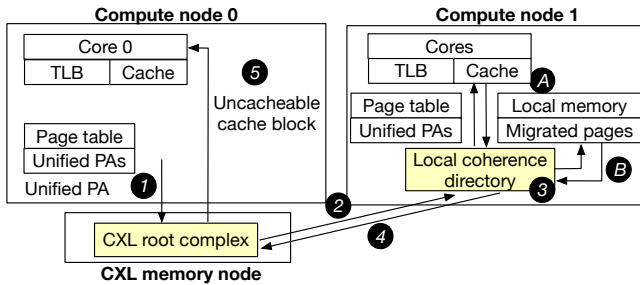 Compute node 0
Core 0
TLB
Cache
5
Uncacheable
cache block
Page table
Unified PAs
Unified PA
1
Compute node 1
Cores
TLB
Cache
A
Page table
Unified PAs
Local memory
Migrated pages
Local coherence
directory
B
3
2
4
CXL root complex
CXL memory node